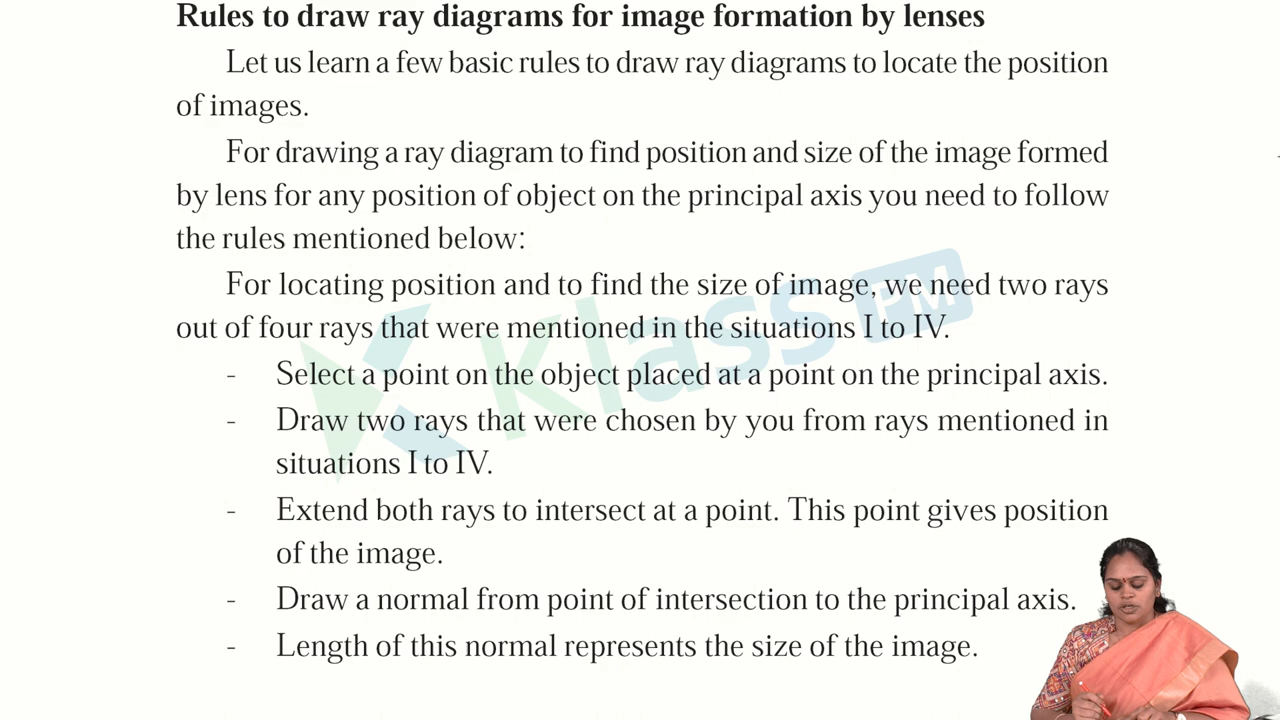 Rules to draw ray diagrams for image formation by lenses
Let us learn a few basic rules to draw ray diagrams to locate the position
of images.
For drawing a ray diagram to find position and size of the image formed
by lens for any position of object on the principal axis you need to follow
the rules mentioned below:
For locating position and to find the size of image, we need two rays
out of four rays that were mentioned in the situations I to IV.
- Select a point on the object placed at a point on the principal axis.
- Draw two rays that were chosen by you from rays mentioned in
situations I to IV.
- Extend both rays to intersect at a point. This point gives position
of the image.
- Draw a normal from point of intersection to the principal axis.
- Length of this normal represents the size of the image.
klass PM